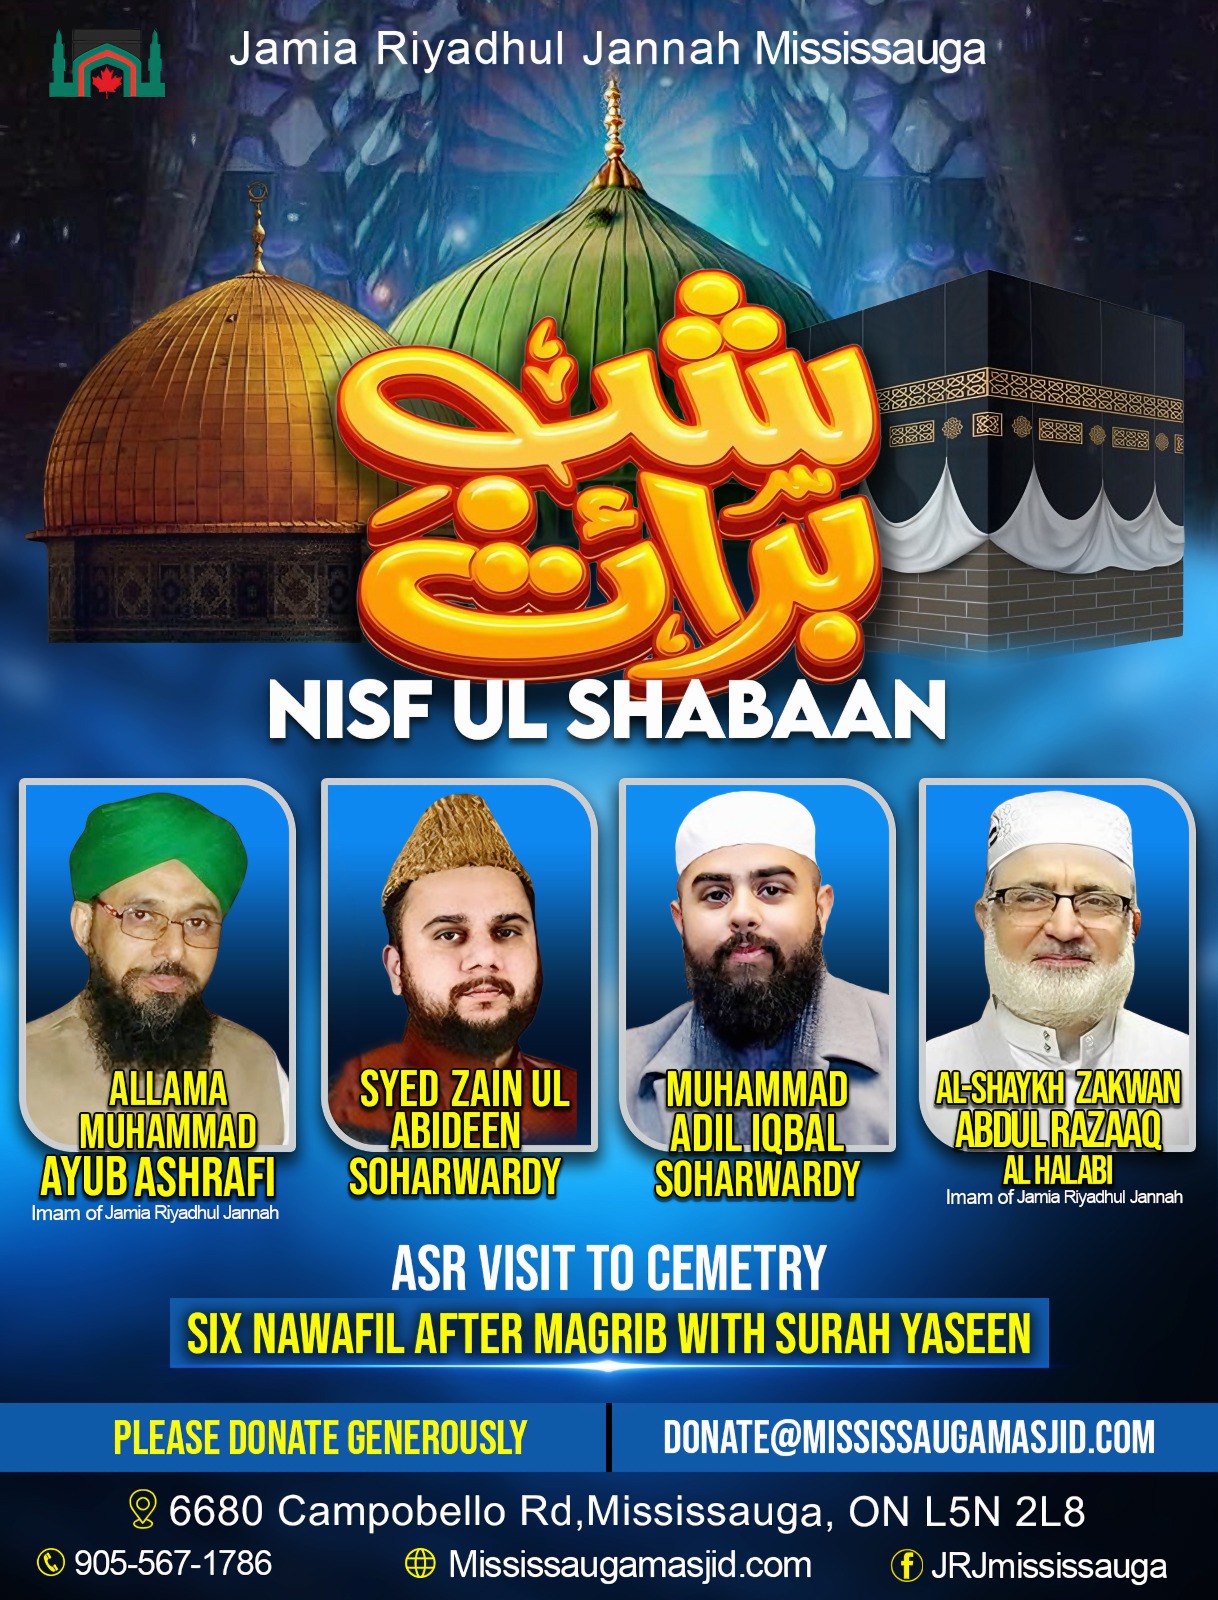 Jamia Riyadhul Jannah Mississauga
شبِ
برائت
NISF UL SHABAAN
ALLAMA
MUHAMMAD
AYUB ASHRAFI
Imam of Jamia Riyadhul Jannah
SYED ZAIN UL
ABIDEEN
SOHARWARDY
MUHAMMAD
ADIL IQBAL
SOHARWARDY
AL-SHAYKH ZAKWAN
ABDUL RAZAAQ
AL HALABI
Imam of Jamia Riyadhul Jannah
ASR VISIT TO CEMETRY
SIX NAWAFIL AFTER MAGRIB WITH SURAH YASEEN
PLEASE DONATE GENEROUSLY
DONATE@MISSISSAUGAMASJID.COM
6680 Campobello Rd,Mississauga, ON L5N 2L8
905-567-1786
Mississaugamasjid.com
JRJmississauga